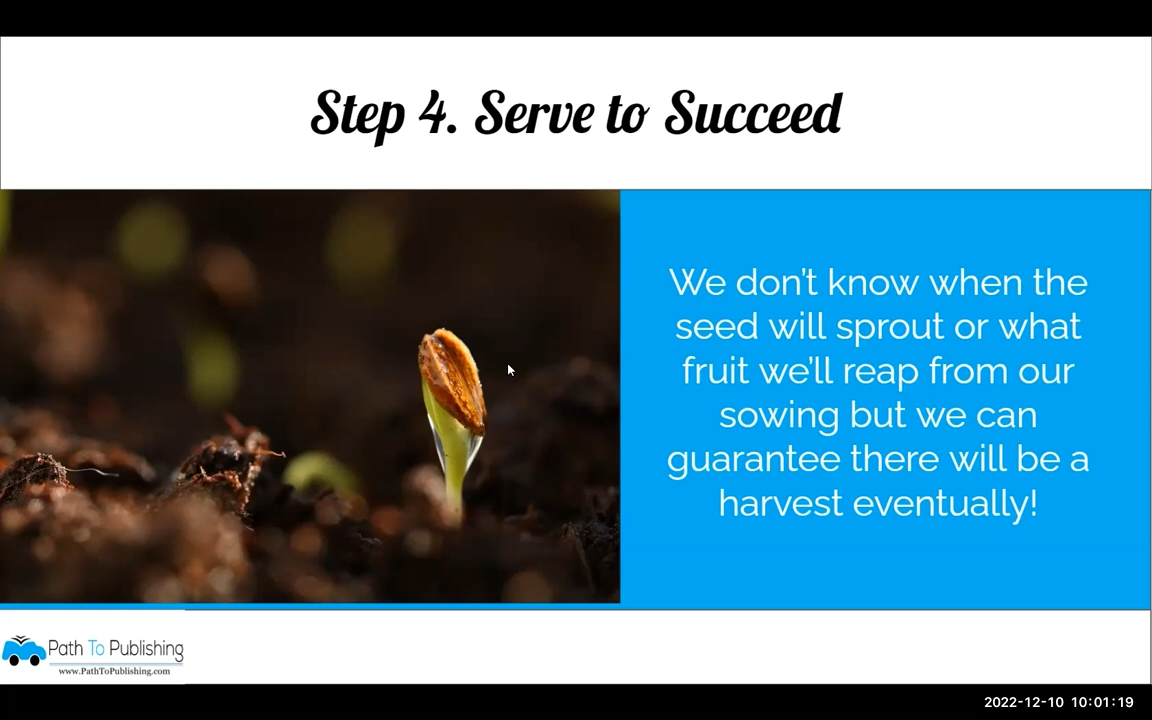 Step 4. Serve to Succeed
We don't know when the
seed will sprout or what
fruit we'll reap from our
sowing but we can
guarantee there will be a
harvest eventually!
Path To Publishing
www.PathToPublishing.com
2022-12-10 10:01:19